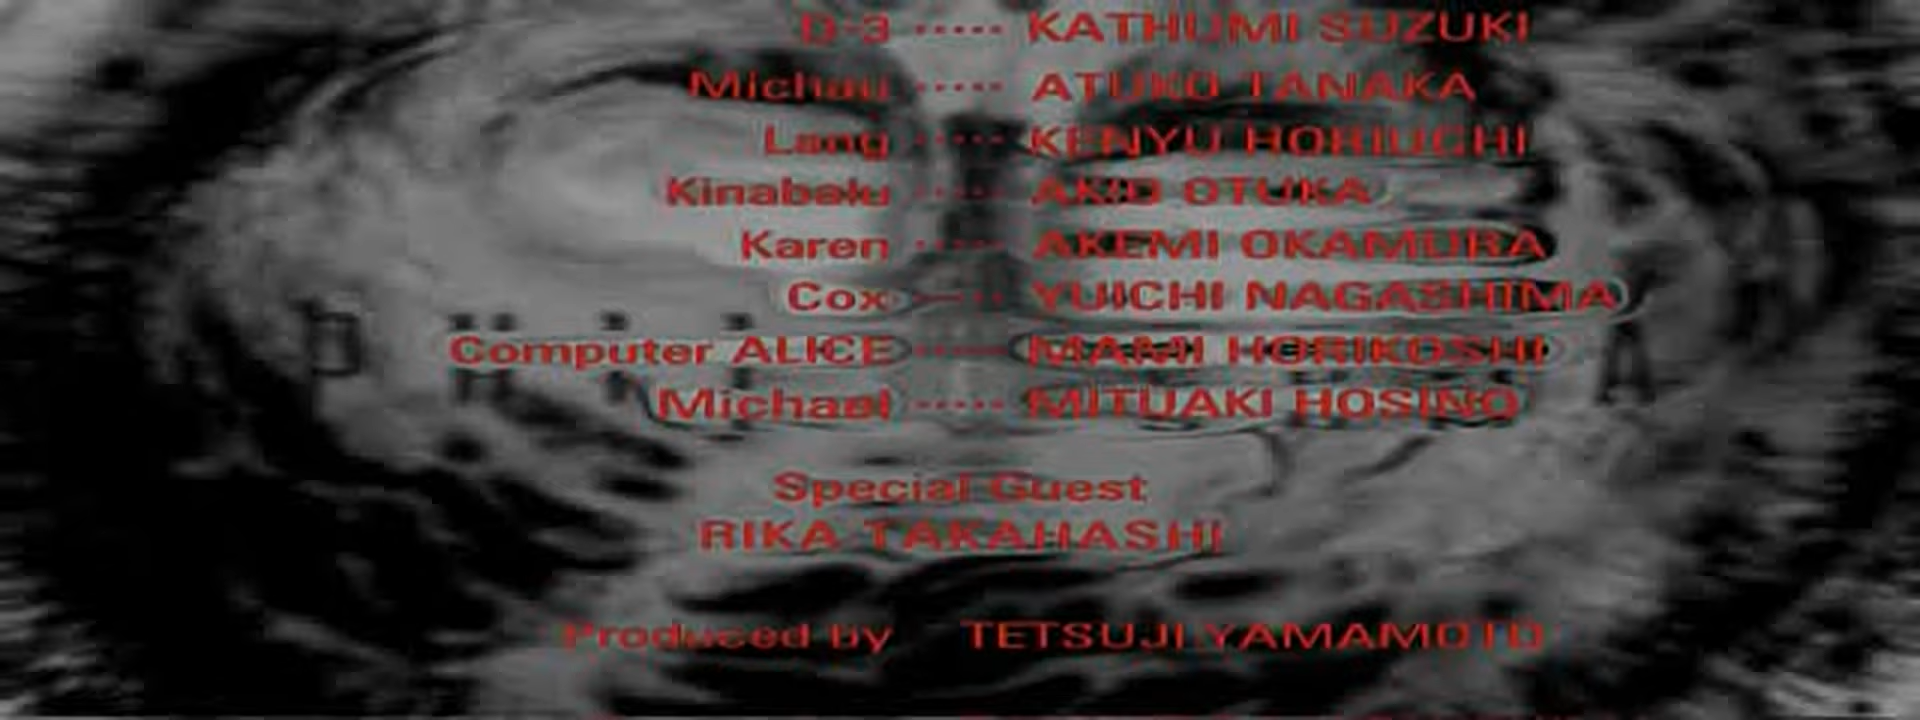 D-3 ····· KATHUMI SUZUKI
Michau ····· ATUKO TANAKA
Lang ····· KENYU HORIUCHI
Kinabalu ····· AKIO OTUKA
Karen ····· AKEMI OKAMURA
Cox ····· YUICHI NAGASHIMA
Computer ALICE ····· MAMI HORIKOSHI
Michael ····· MITUAKI HOSINO
Special Guest
RIKA TAKAHASHI
Produced by TETSUJI YAMAMOTO